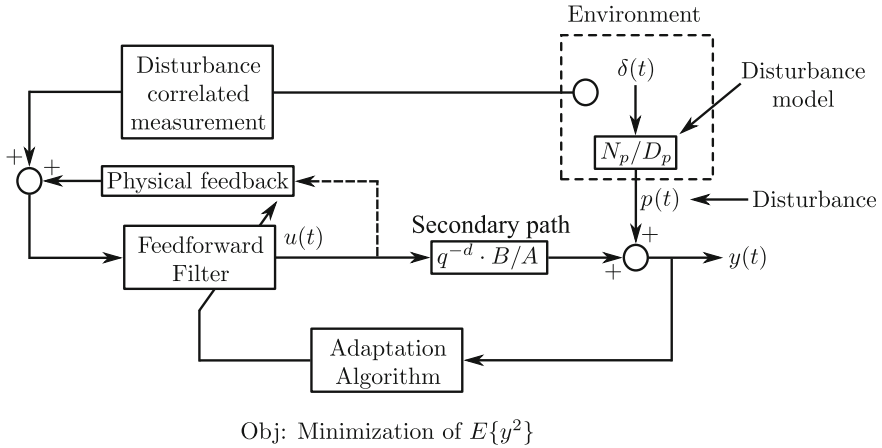 Environment
Disturbance
correlated
measurement
δ(t)
Disturbance
model
N_p/D_p
+
+
Physical feedback
p(t)
Disturbance
Feedforward
Filter
u(t)
Secondary path
q^{-d} · B/A
+
+
y(t)
Adaptation
Algorithm
Obj: Minimization of E{y^2}